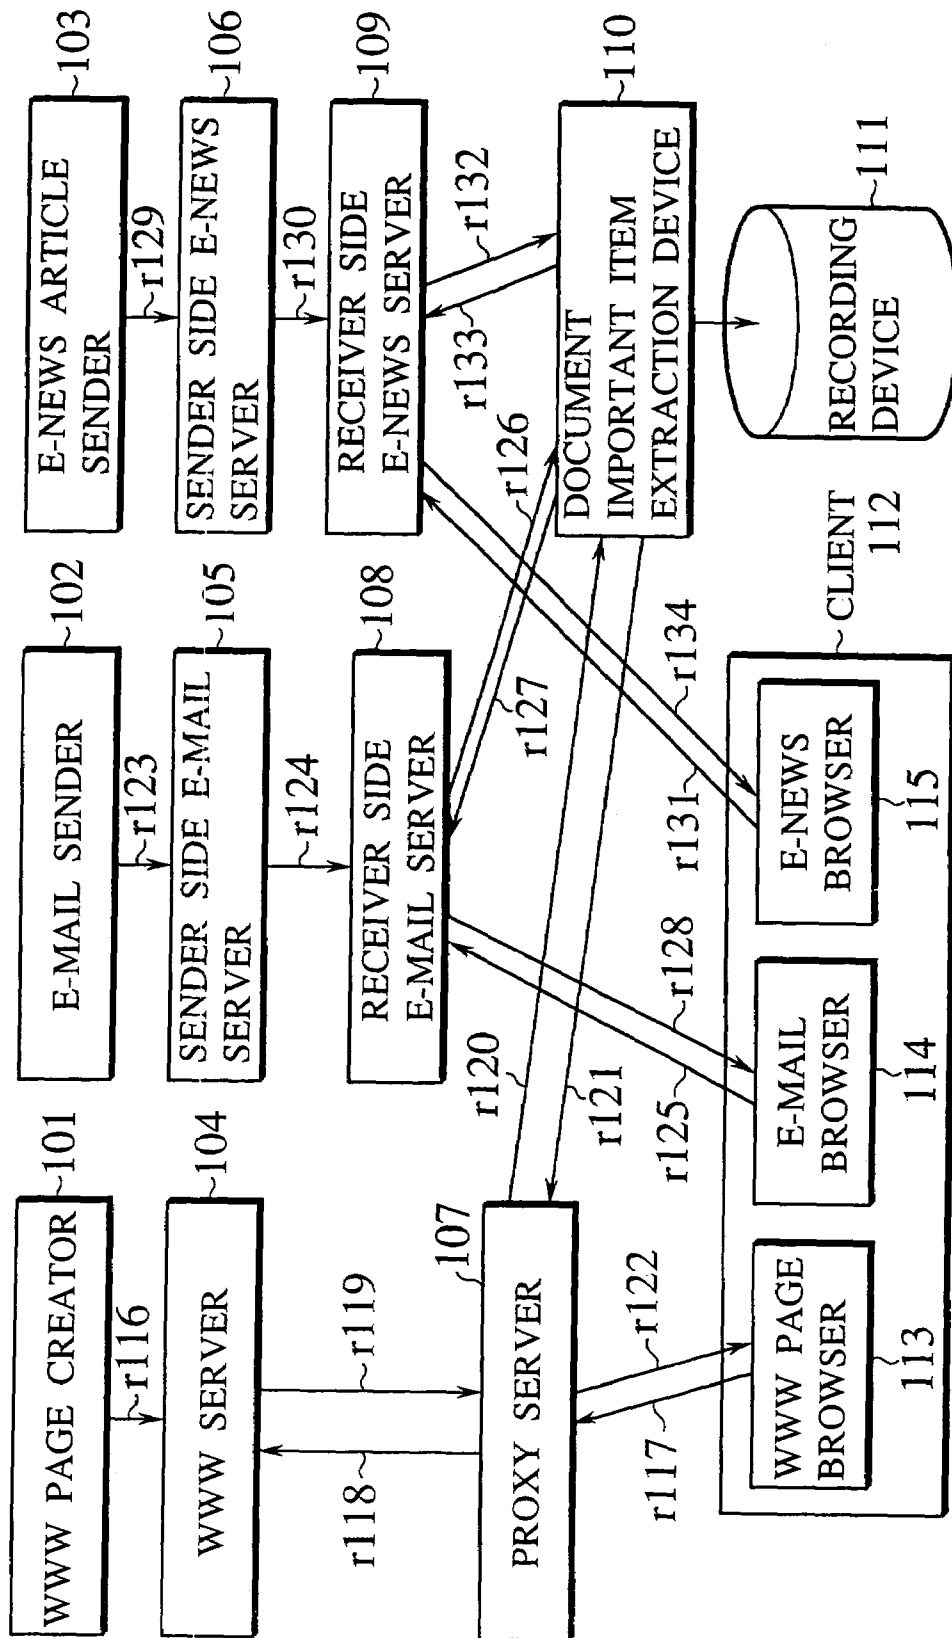 WWW PAGE CREATOR
101
r116
WWW SERVER
104
r118
r119
PROXY SERVER
107
r117
r122
E-MAIL SENDER
102
r123
SENDER SIDE E-MAIL
SERVER
105
r124
RECEIVER SIDE
E-MAIL SERVER
108
r120
r121
r125
r128
r127
r126
E-NEWS ARTICLE
SENDER
103
r129
SENDER SIDE E-NEWS
SERVER
106
r130
RECEIVER SIDE
E-NEWS SERVER
109
r132
r133
r131
r134
DOCUMENT
IMPORTANT ITEM
EXTRACTION DEVICE
110
RECORDING
DEVICE
111
CLIENT
112
WWW PAGE
BROWSER
113
E-MAIL
BROWSER
114
E-NEWS
BROWSER
115